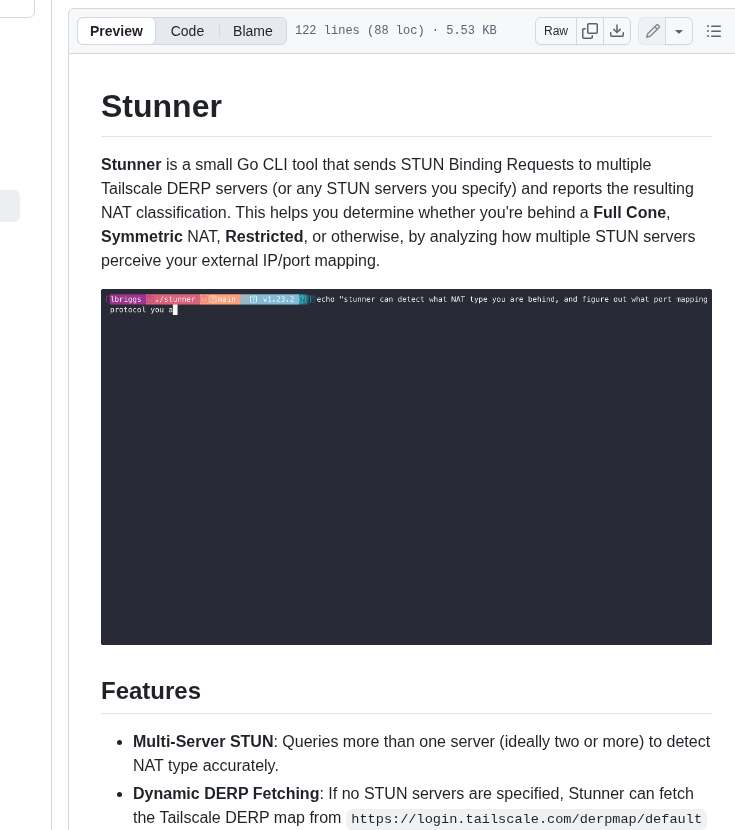 Preview Code Blame 122 lines (88 loc) · 5.53 KB Raw
Stunner
Stunner is a small Go CLI tool that sends STUN Binding Requests to multiple
Tailscale DERP servers (or any STUN servers you specify) and reports the resulting
NAT classification. This helps you determine whether you're behind a Full Cone,
Symmetric NAT, Restricted, or otherwise, by analyzing how multiple STUN servers
perceive your external IP/port mapping.
lbriggs ../stunner main v1.23.2 echo "stunner can detect what NAT type you are behind, and figure out what port mapping
protocol you a
Features
• Multi-Server STUN: Queries more than one server (ideally two or more) to detect
NAT type accurately.
• Dynamic DERP Fetching: If no STUN servers are specified, Stunner can fetch
the Tailscale DERP map from https://login.tailscale.com/derpmap/default